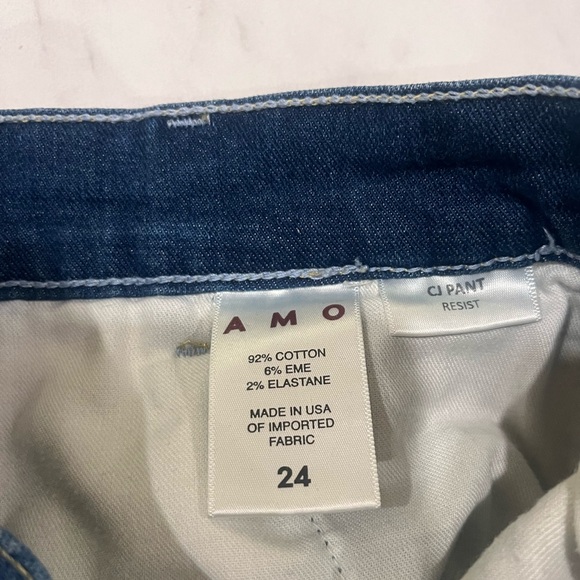 AMO
92% COTTON
6% EME
2% ELASTANE
MADE IN USA
OF IMPORTED
FABRIC
24
CJ PANT
RESIST